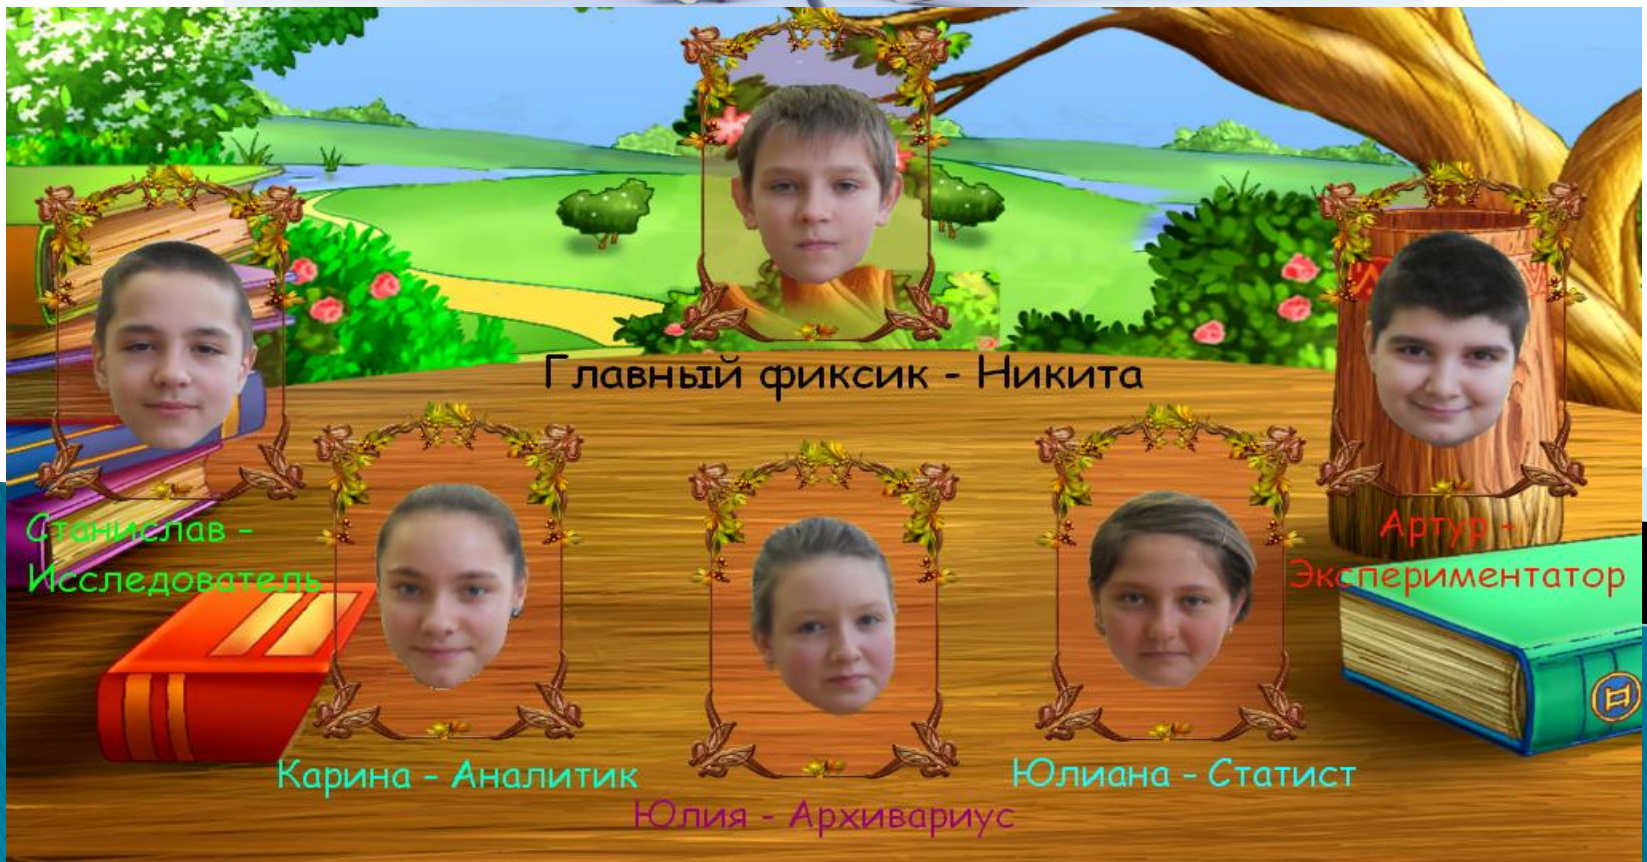 Главный фиксик - Никита
Станислав -
Исследователь
Артур -
Экспериментатор
Карина - Аналитик
Юлиана - Статист
Юлия - Архивариус